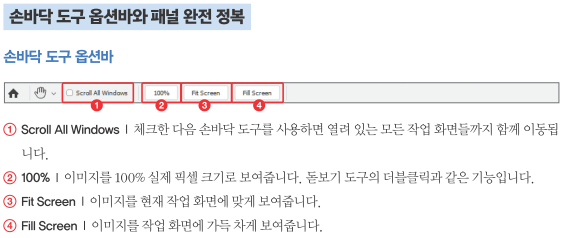 손바닥 도구 옵션바와 패널 완전 정복
손바닥 도구 옵션바
Scroll All Windows 100% Fit Screen Fill Screen
1 2 3 4
① Scroll All Windows | 체크한 다음 손바닥 도구를 사용하면 열려 있는 모든 작업 화면들까지 함께 이동됩
니다.
② 100% | 이미지를 100% 실제 픽셀 크기로 보여줍니다. 돋보기 도구의 더블클릭과 같은 기능입니다.
③ Fit Screen | 이미지를 현재 작업 화면에 맞게 보여줍니다.
④ Fill Screen | 이미지를 작업 화면에 가득 차게 보여줍니다.